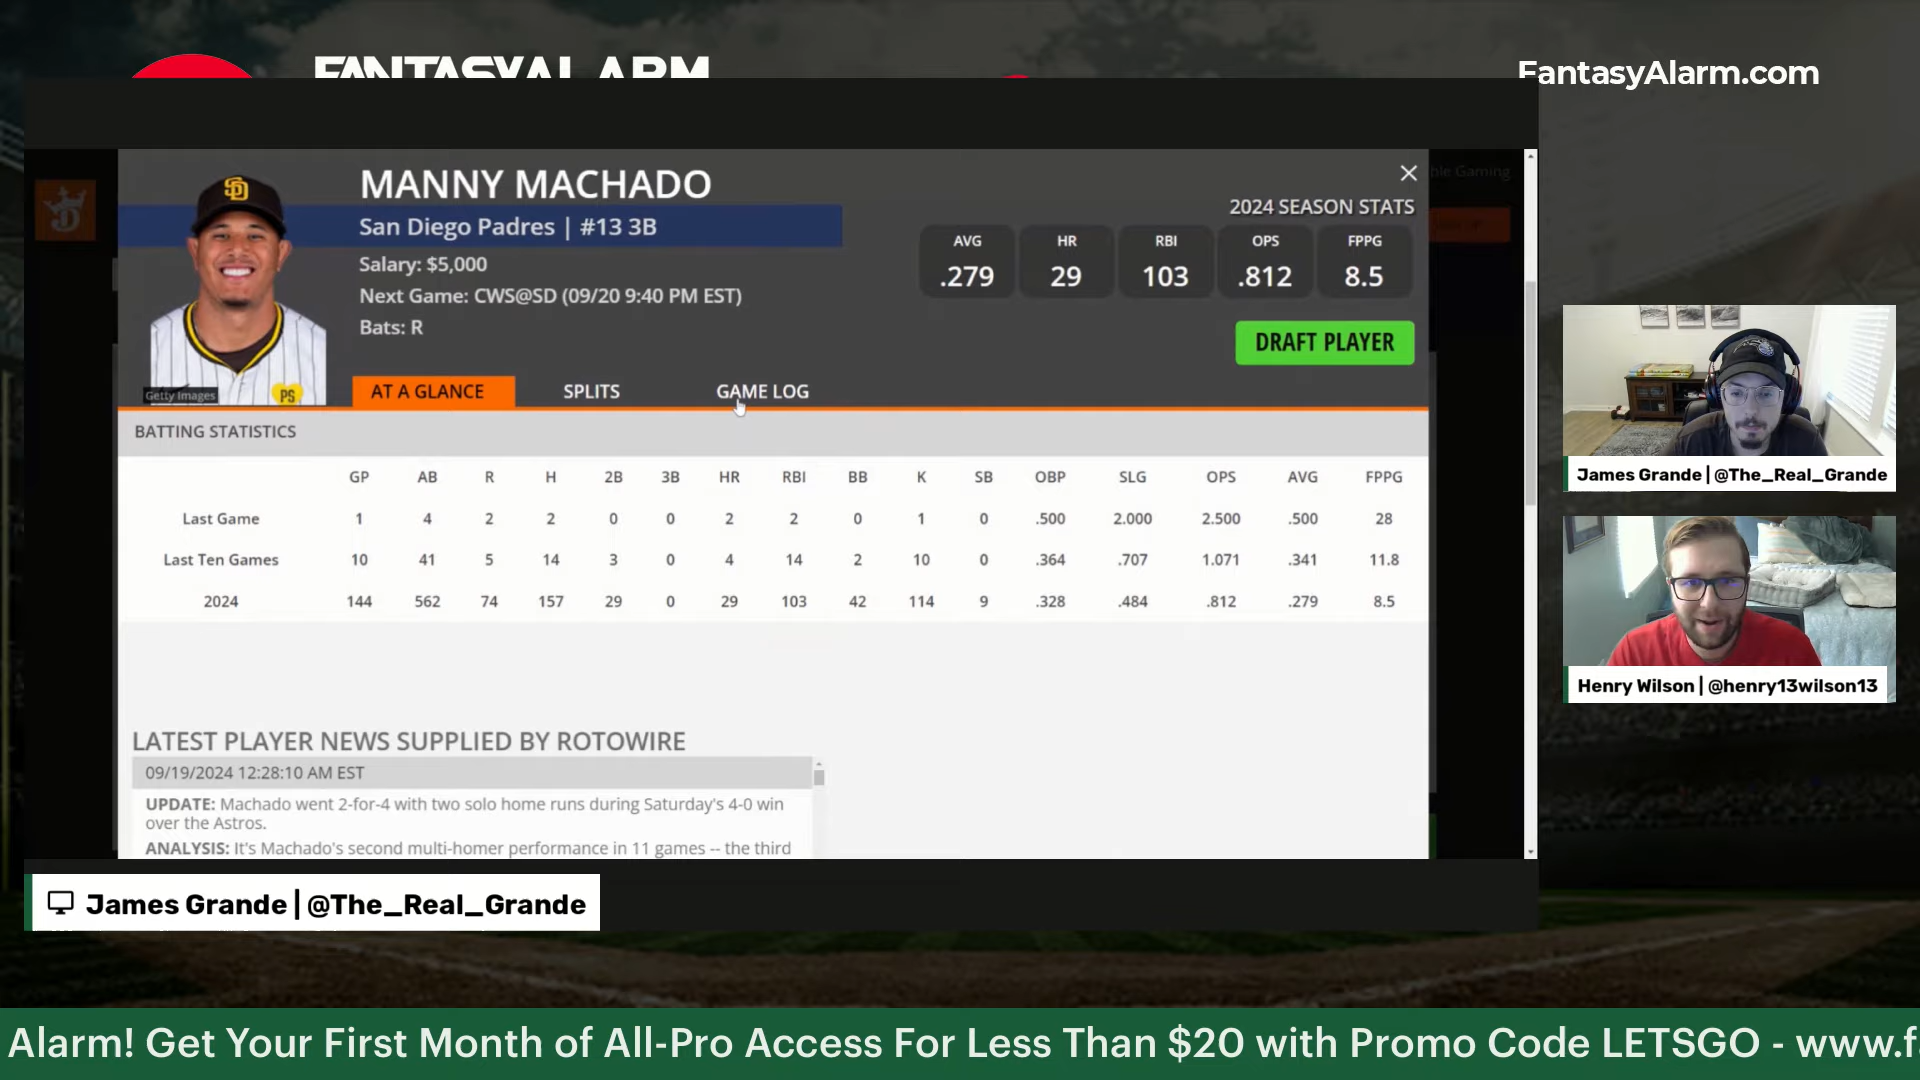 FANTASYALARM
FantasyAlarm.com
MANNY MACHADO
San Diego Padres | #13 3B
Salary: $5,000
Next Game: CWS@SD (09/20 9:40 PM EST)
Bats: R
2024 SEASON STATS
AVG HR RBI OPS FPPG
.279 29 103 .812 8.5
DRAFT PLAYER
Getty Images
PS
AT A GLANCE SPLITS GAME LOG
BATTING STATISTICS
GP AB R H 2B 3B HR RBI BB K SB OBP SLG OPS AVG FPPG
Last Game 1 4 2 2 0 0 2 2 0 1 0 .500 2.000 2.500 .500 28
Last Ten Games 10 41 5 14 3 0 4 14 2 10 0 .364 .707 1.071 .341 11.8
2024 144 562 74 157 29 0 29 103 42 114 9 .328 .484 .812 .279 8.5
LATEST PLAYER NEWS SUPPLIED BY ROTOWIRE
09/19/2024 12:28:10 AM EST
UPDATE: Machado went 2-for-4 with two solo home runs during Saturday's 4-0 win
over the Astros.
ANALYSIS: It's Machado's second multi-homer performance in 11 games -- the third
James Grande | @The_Real_Grande
Henry Wilson | @henry13wilson13
James Grande | @The_Real_Grande
Alarm! Get Your First Month of All-Pro Access For Less Than $20 with Promo Code LETSGO - www.f